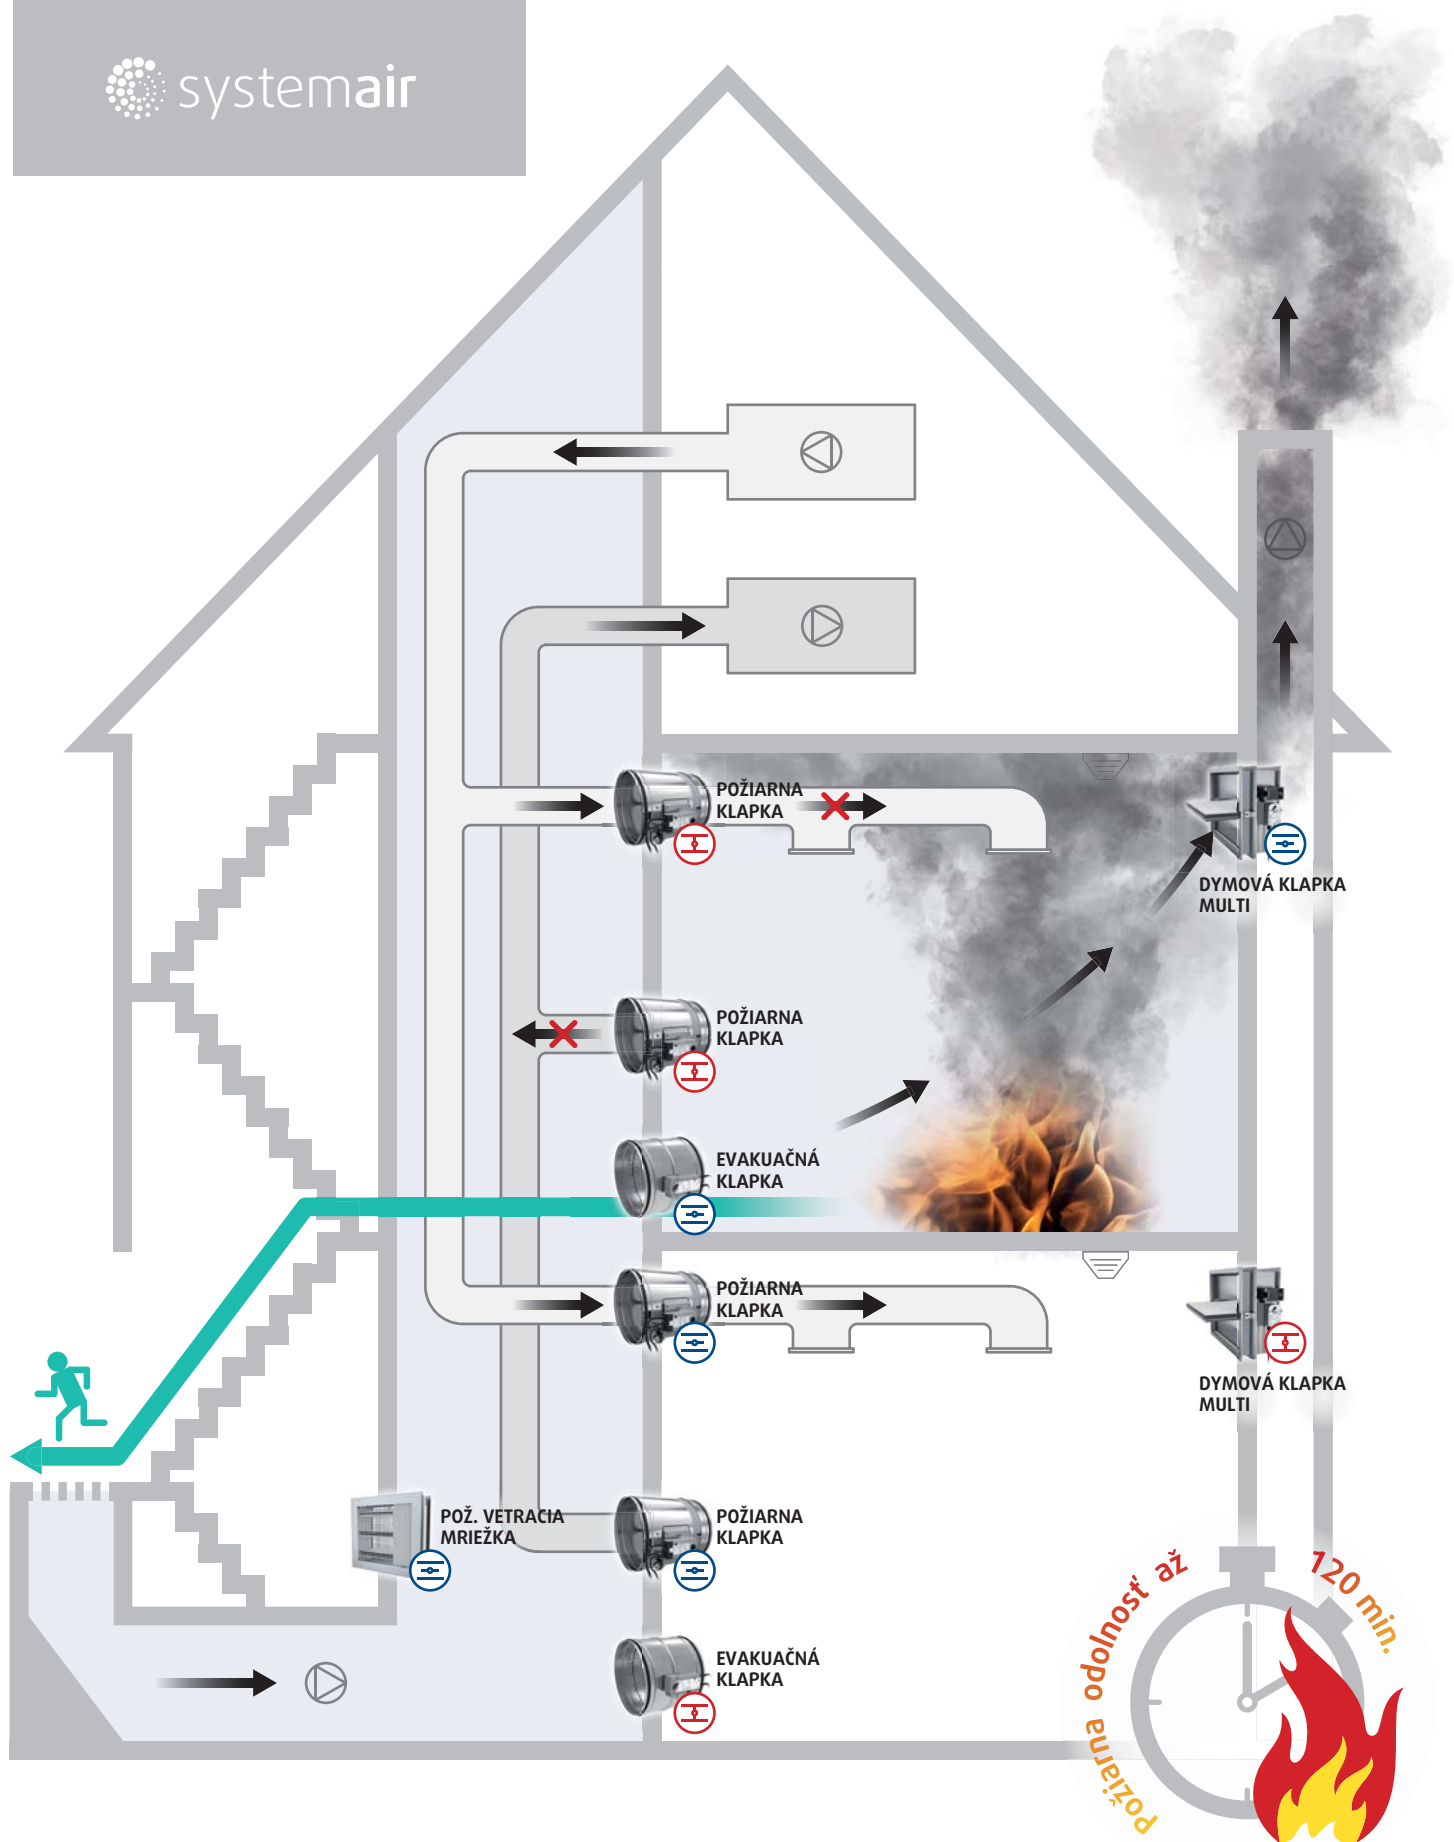 systemair
POŽIARNA
KLAPKA
DYMOVÁ KLAPKA
MULTI
POŽIARNA
KLAPKA
EVAKUAČNÁ
KLAPKA
POŽIARNA
KLAPKA
DYMOVÁ KLAPKA
MULTI
POŽ. VETRACIA
MRIEŽKA
POŽIARNA
KLAPKA
EVAKUAČNÁ
KLAPKA
Požiarna odolnosť až 120 min.